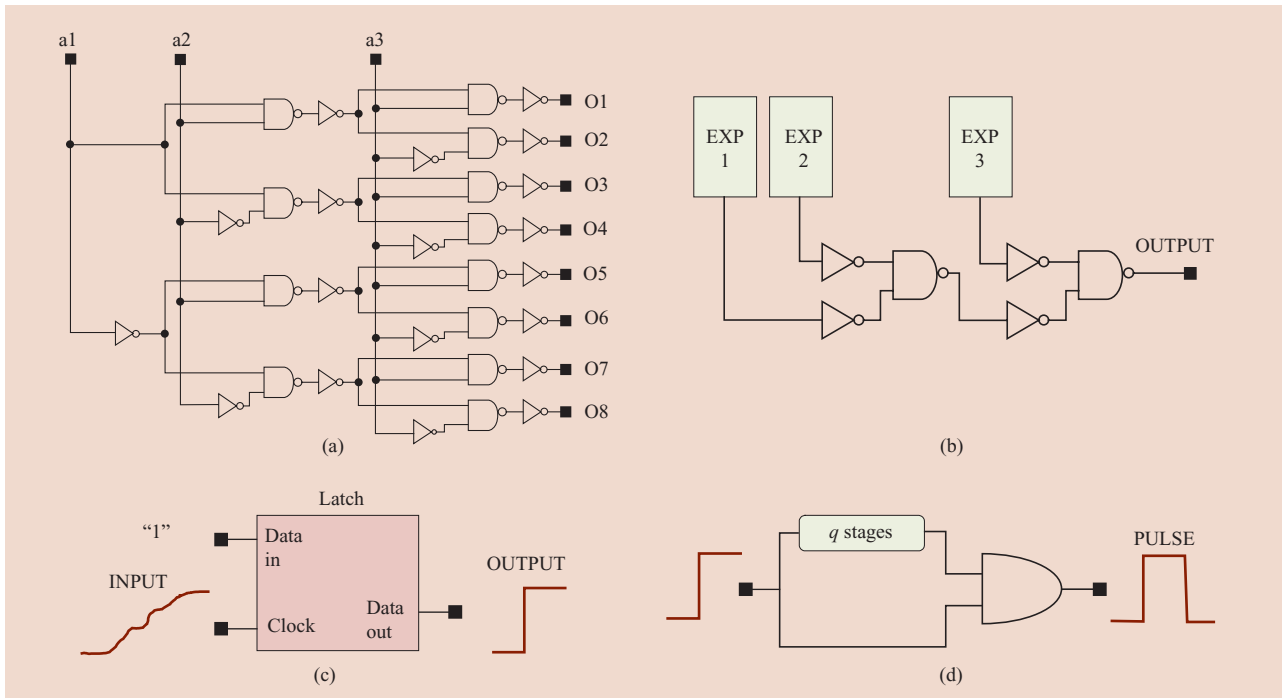 a1
a2
a3
O1
O2
O3
O4
O5
O6
O7
O8
(a)
EXP
1
EXP
2
EXP
3
OUTPUT
(b)
Latch
“1”
Data
in
INPUT
Clock
Data
out
OUTPUT
(c)
q stages
PULSE
(d)